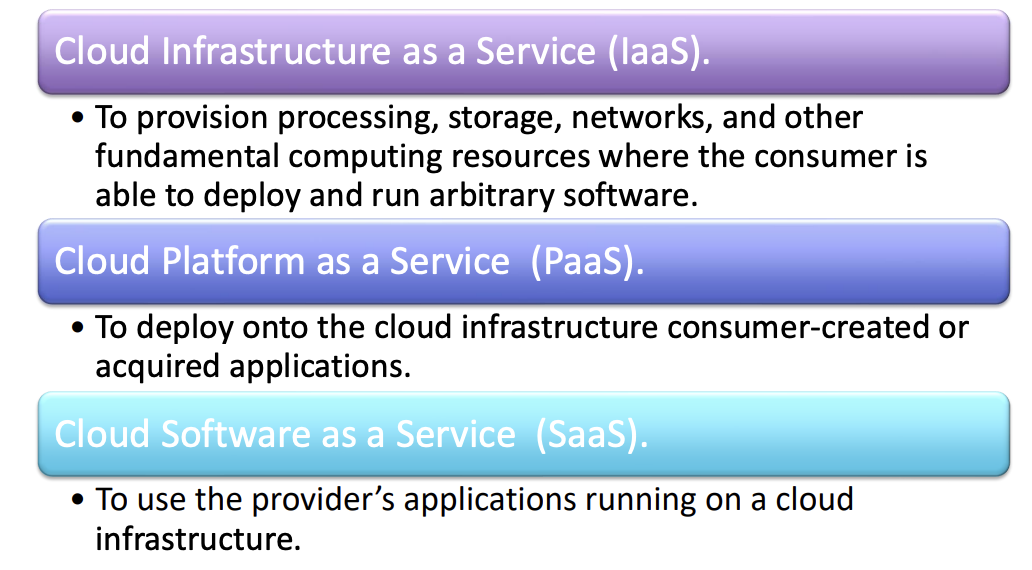 Cloud Infrastructure as a Service (IaaS).
• To provision processing, storage, networks, and other
fundamental computing resources where the consumer is
able to deploy and run arbitrary software.
Cloud Platform as a Service  (PaaS).
• To deploy onto the cloud infrastructure consumer-created or
acquired applications.
Cloud Software as a Service  (SaaS).
• To use the provider’s applications running on a cloud
infrastructure.